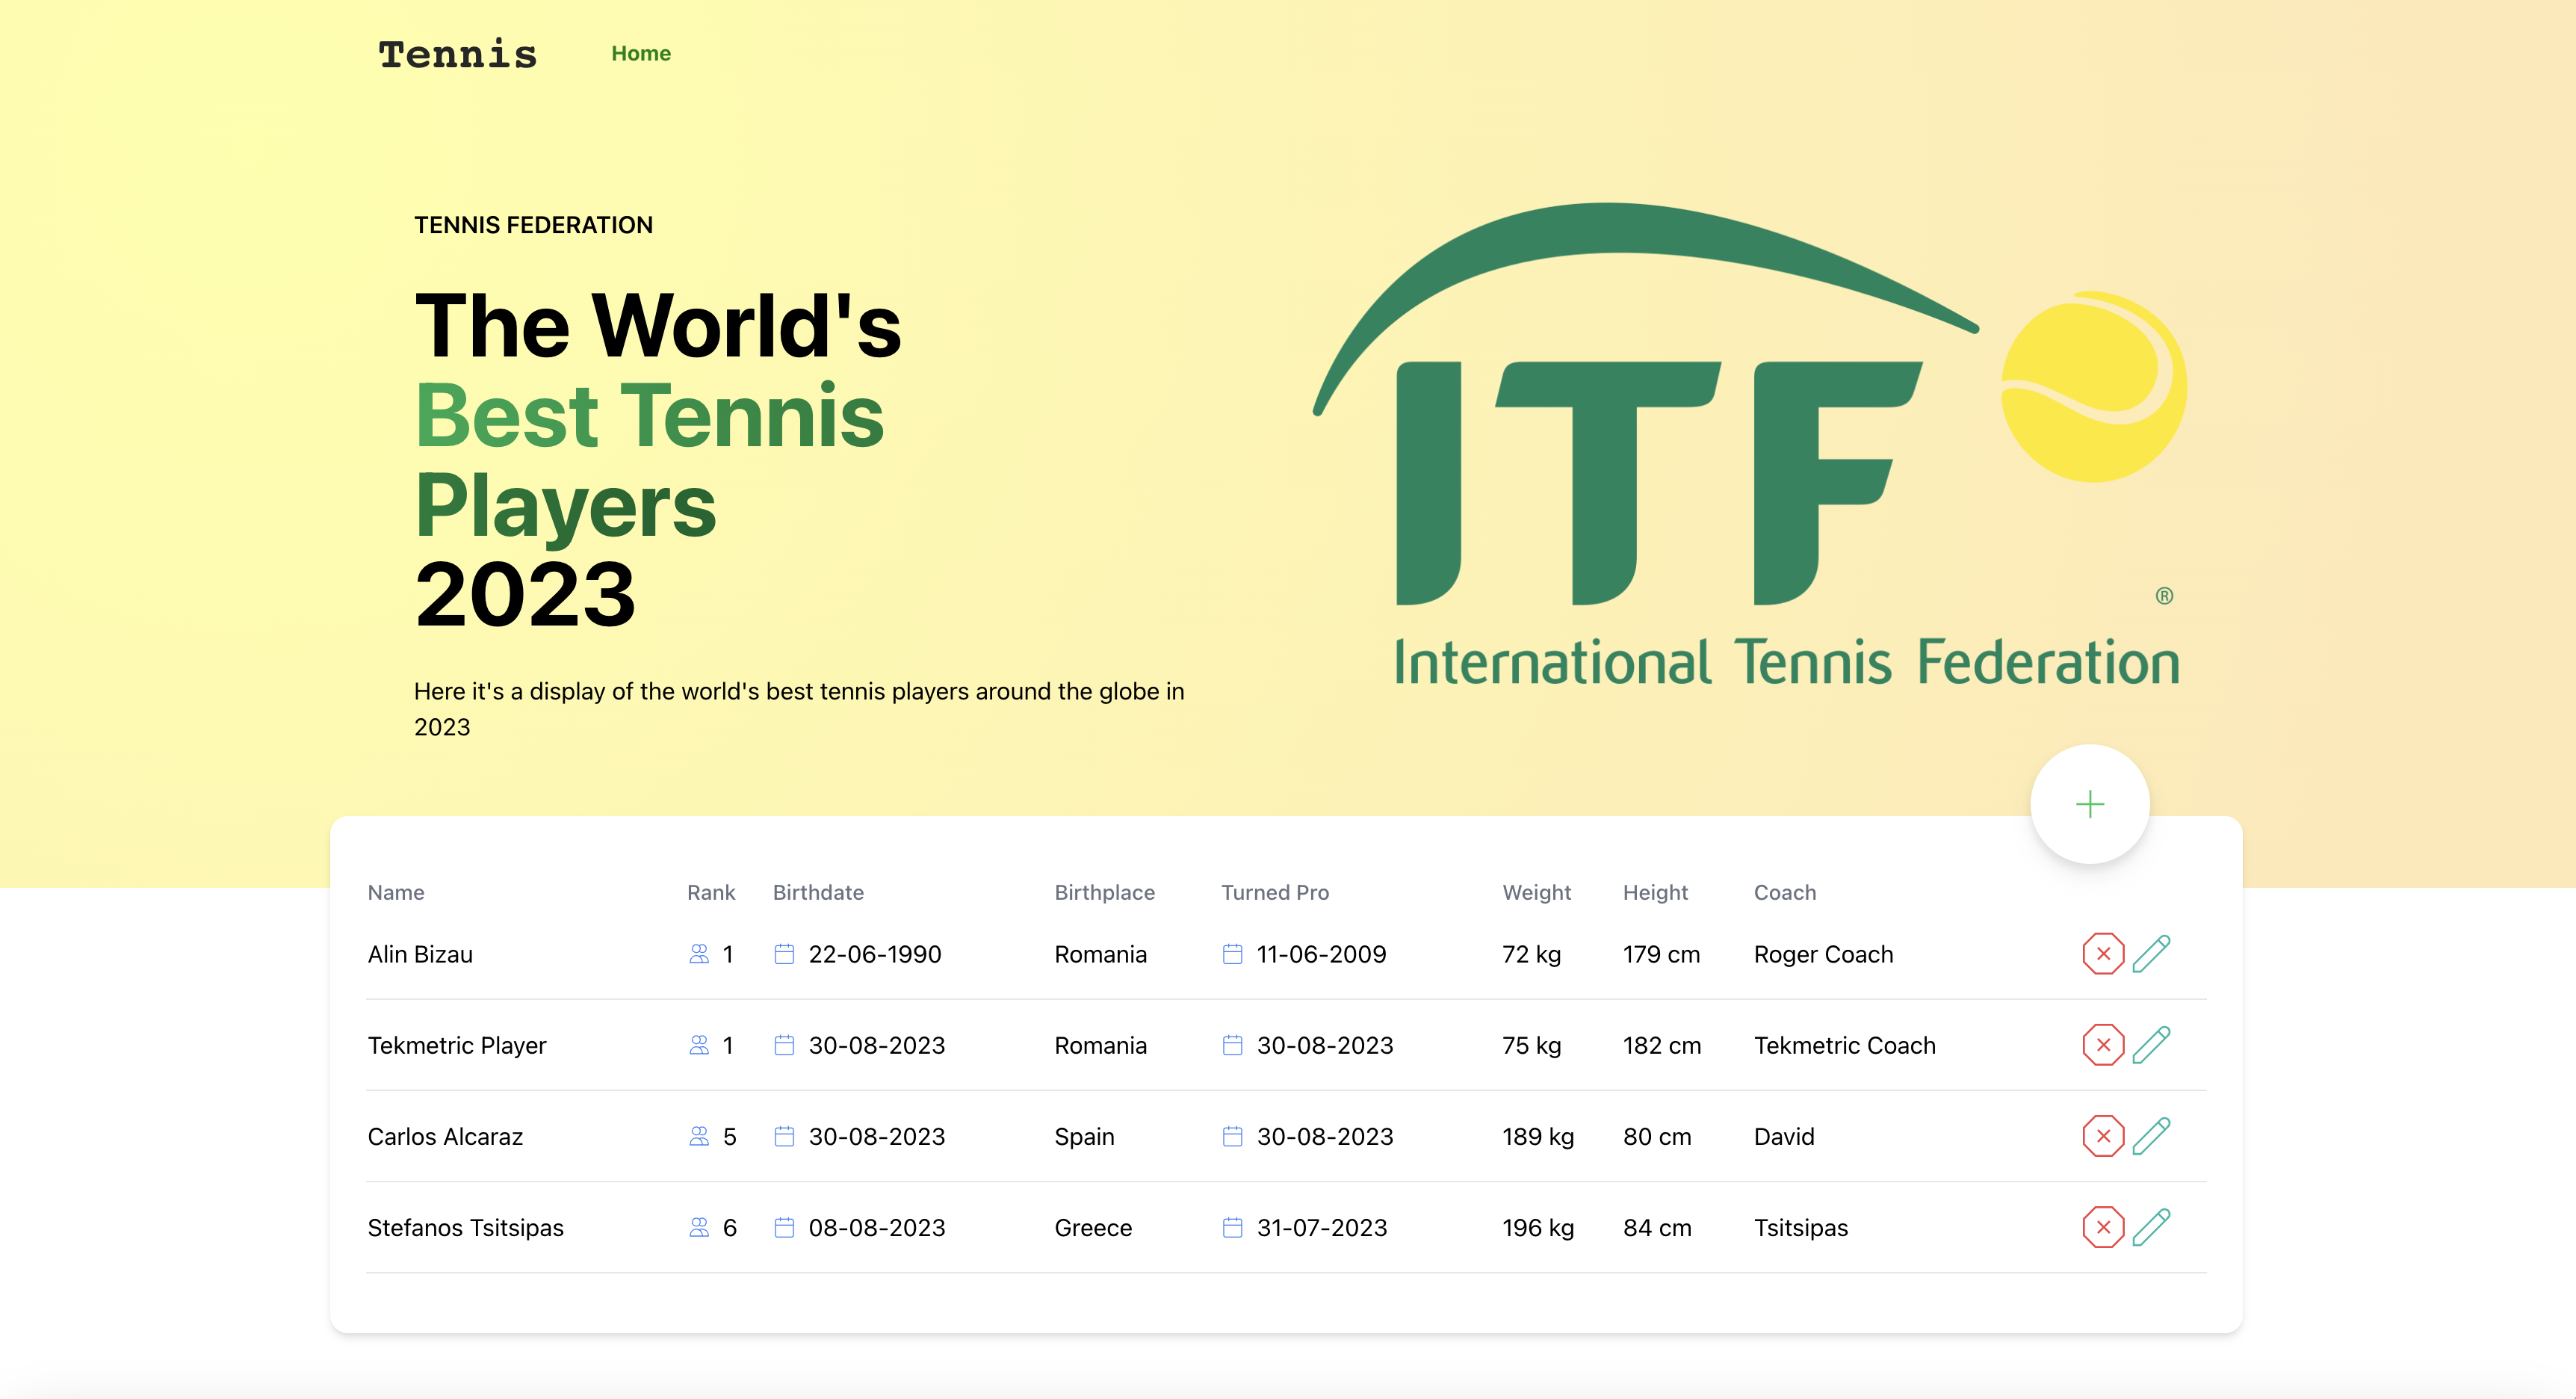 Tennis Home
TENNIS FEDERATION
The World's
Best Tennis
Players
2023
Here it's a display of the world's best tennis players around the globe in
2023
ITF
®
International Tennis Federation
Name Rank Birthdate Birthplace Turned Pro Weight Height Coach
Alin Bizau 1 22-06-1990 Romania 11-06-2009 72 kg 179 cm Roger Coach
Tekmetric Player 1 30-08-2023 Romania 30-08-2023 75 kg 182 cm Tekmetric Coach
Carlos Alcaraz 5 30-08-2023 Spain 30-08-2023 189 kg 80 cm David
Stefanos Tsitsipas 6 08-08-2023 Greece 31-07-2023 196 kg 84 cm Tsitsipas